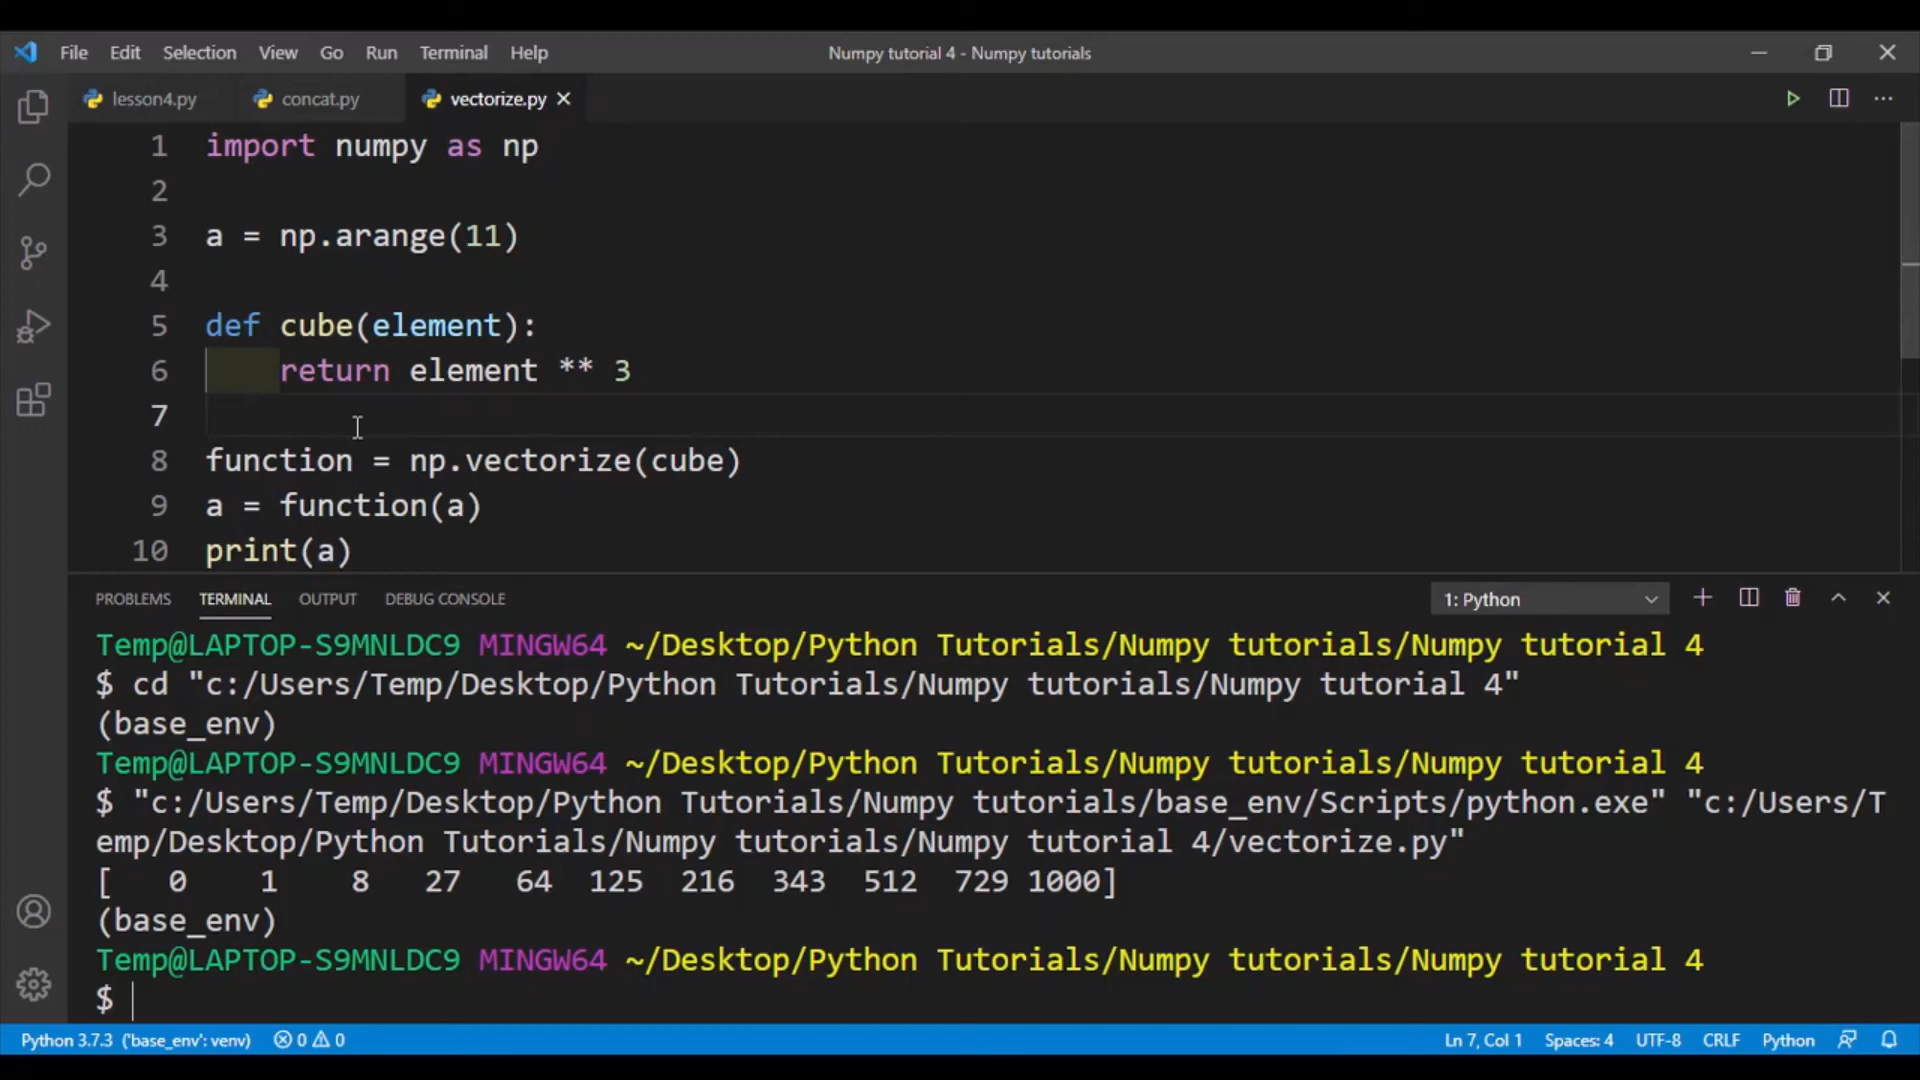 File Edit Selection View Go Run Terminal Help Numpy tutorial 4 - Numpy tutorials
lesson4.py concat.py vectorize.py
1 import numpy as np
2
3 a = np.arange(11)
4
5 def cube(element):
6 return element ** 3
7
8 function = np.vectorize(cube)
9 a = function(a)
10 print(a)
PROBLEMS TERMINAL OUTPUT DEBUG CONSOLE 1: Python
Temp@LAPTOP-S9MNLDC9 MINGW64 ~/Desktop/Python Tutorials/Numpy tutorials/Numpy tutorial 4
$ cd "c:/Users/Temp/Desktop/Python Tutorials/Numpy tutorials/Numpy tutorial 4"
(base_env)
Temp@LAPTOP-S9MNLDC9 MINGW64 ~/Desktop/Python Tutorials/Numpy tutorials/Numpy tutorial 4
$ "c:/Users/Temp/Desktop/Python Tutorials/Numpy tutorials/base_env/Scripts/python.exe" "c:/Users/T
emp/Desktop/Python Tutorials/Numpy tutorials/Numpy tutorial 4/vectorize.py"
[ 0 1 8 27 64 125 216 343 512 729 1000]
(base_env)
Temp@LAPTOP-S9MNLDC9 MINGW64 ~/Desktop/Python Tutorials/Numpy tutorials/Numpy tutorial 4
$
Python 3.7.3 ('base_env': venv) 0 0 Ln 7, Col 1 Spaces: 4 UTF-8 CRLF Python